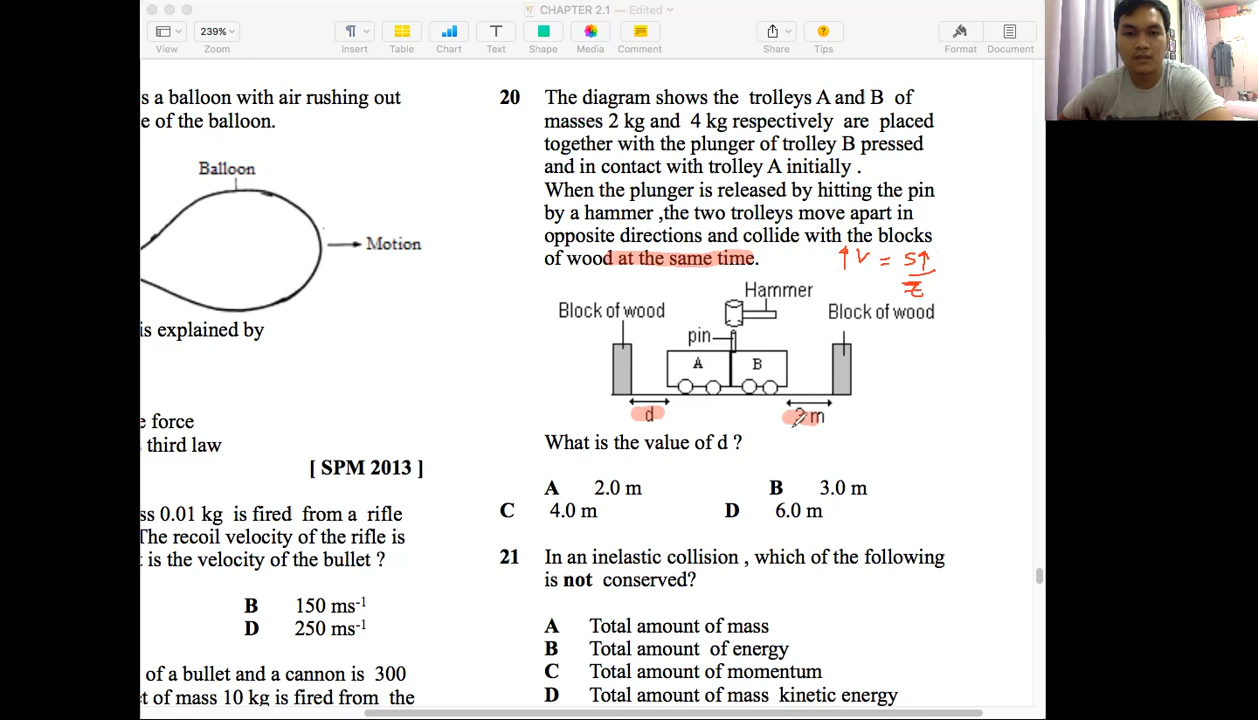 CHAPTER 2.1 — Edited
239%
View
Zoom
Insert
Table
Chart
Text
Shape
Media
Comment
Share
Tips
Format
Document
s a balloon with air rushing out
e of the balloon.
Balloon
Motion
is explained by
e force
third law
[ SPM 2013 ]
ss 0.01 kg is fired from a rifle
The recoil velocity of the rifle is
is the velocity of the bullet ?
B 150 ms-1
D 250 ms-1
of a bullet and a cannon is 300
t of mass 10 kg is fired from the
20 The diagram shows the trolleys A and B of
masses 2 kg and 4 kg respectively are placed
together with the plunger of trolley B pressed
and in contact with trolley A initially .
When the plunger is released by hitting the pin
by a hammer ,the two trolleys move apart in
opposite directions and collide with the blocks
of wood at the same time.
↑V = S↑
t
Hammer
Block of wood
Block of wood
pin
A
B
d
m
What is the value of d ?
A 2.0 m B 3.0 m
C 4.0 m D 6.0 m
21 In an inelastic collision , which of the following
is not conserved?
A Total amount of mass
B Total amount of energy
C Total amount of momentum
D Total amount of mass kinetic energy